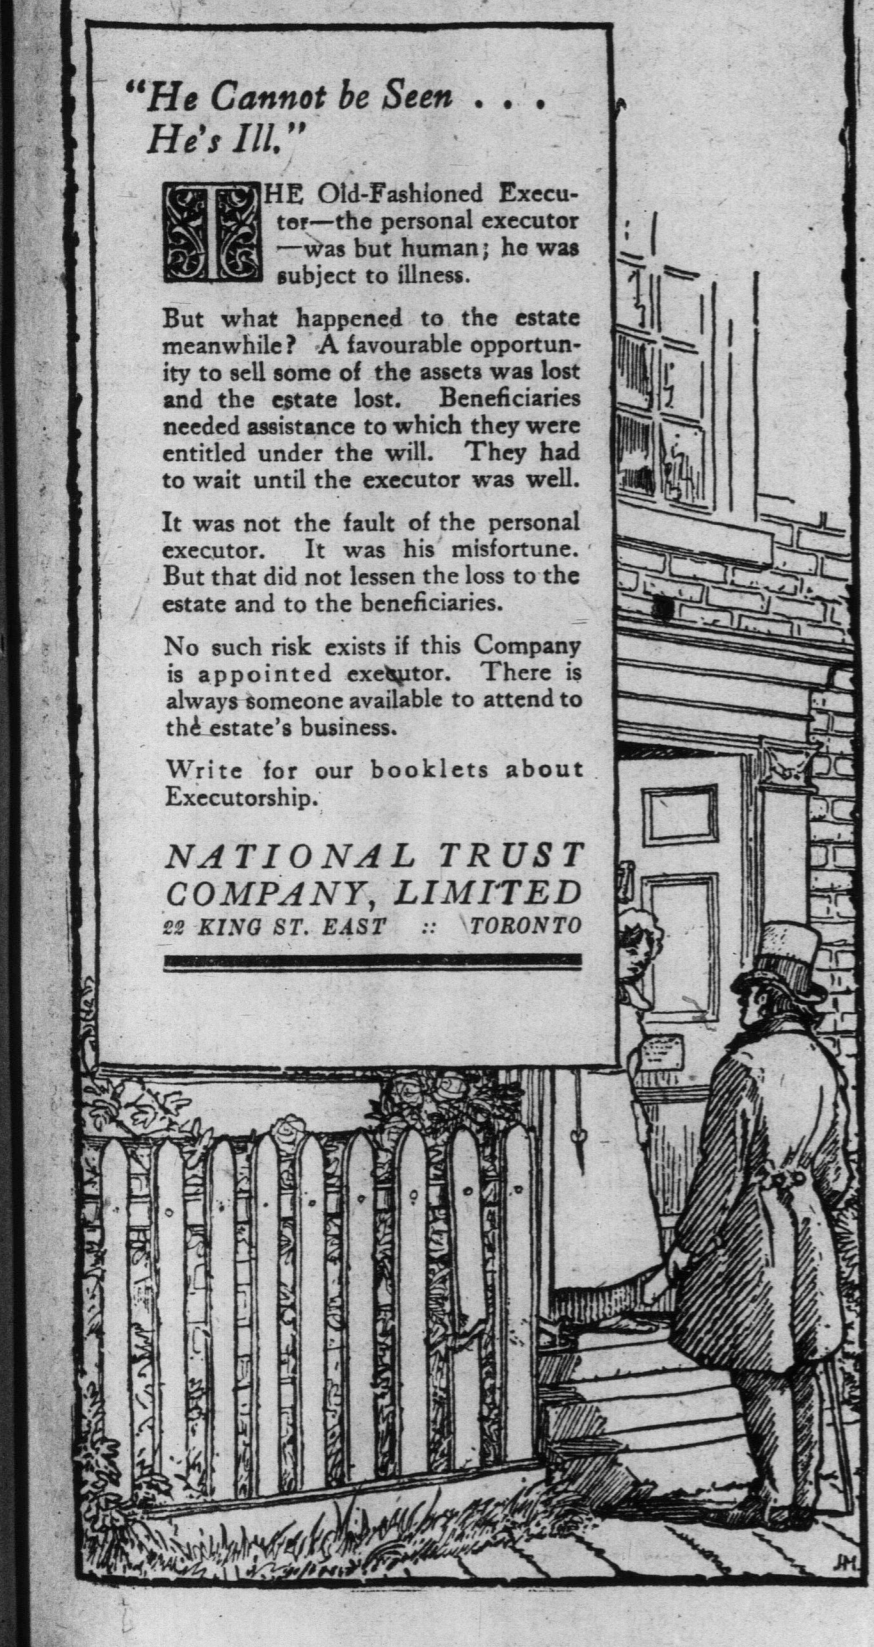 "He Cannot be Seen . . .
He's Ill."
THE Old-Fashioned Execu-
tor—the personal executor
—was but human; he was
subject to illness.
But what happened to the estate
meanwhile? A favourable opportun-
ity to sell some of the assets was lost
and the estate lost. Beneficiaries
needed assistance to which they were
entitled under the will. They had
to wait until the executor was well.
It was not the fault of the personal
executor. It was his misfortune.
But that did not lessen the loss to the
estate and to the beneficiaries.
No such risk exists if this Company
is appointed executor. There is
always someone available to attend to
the estate's business.
Write for our booklets about
Executorship.
NATIONAL TRUST
COMPANY, LIMITED
22 KING ST. EAST :: TORONTO